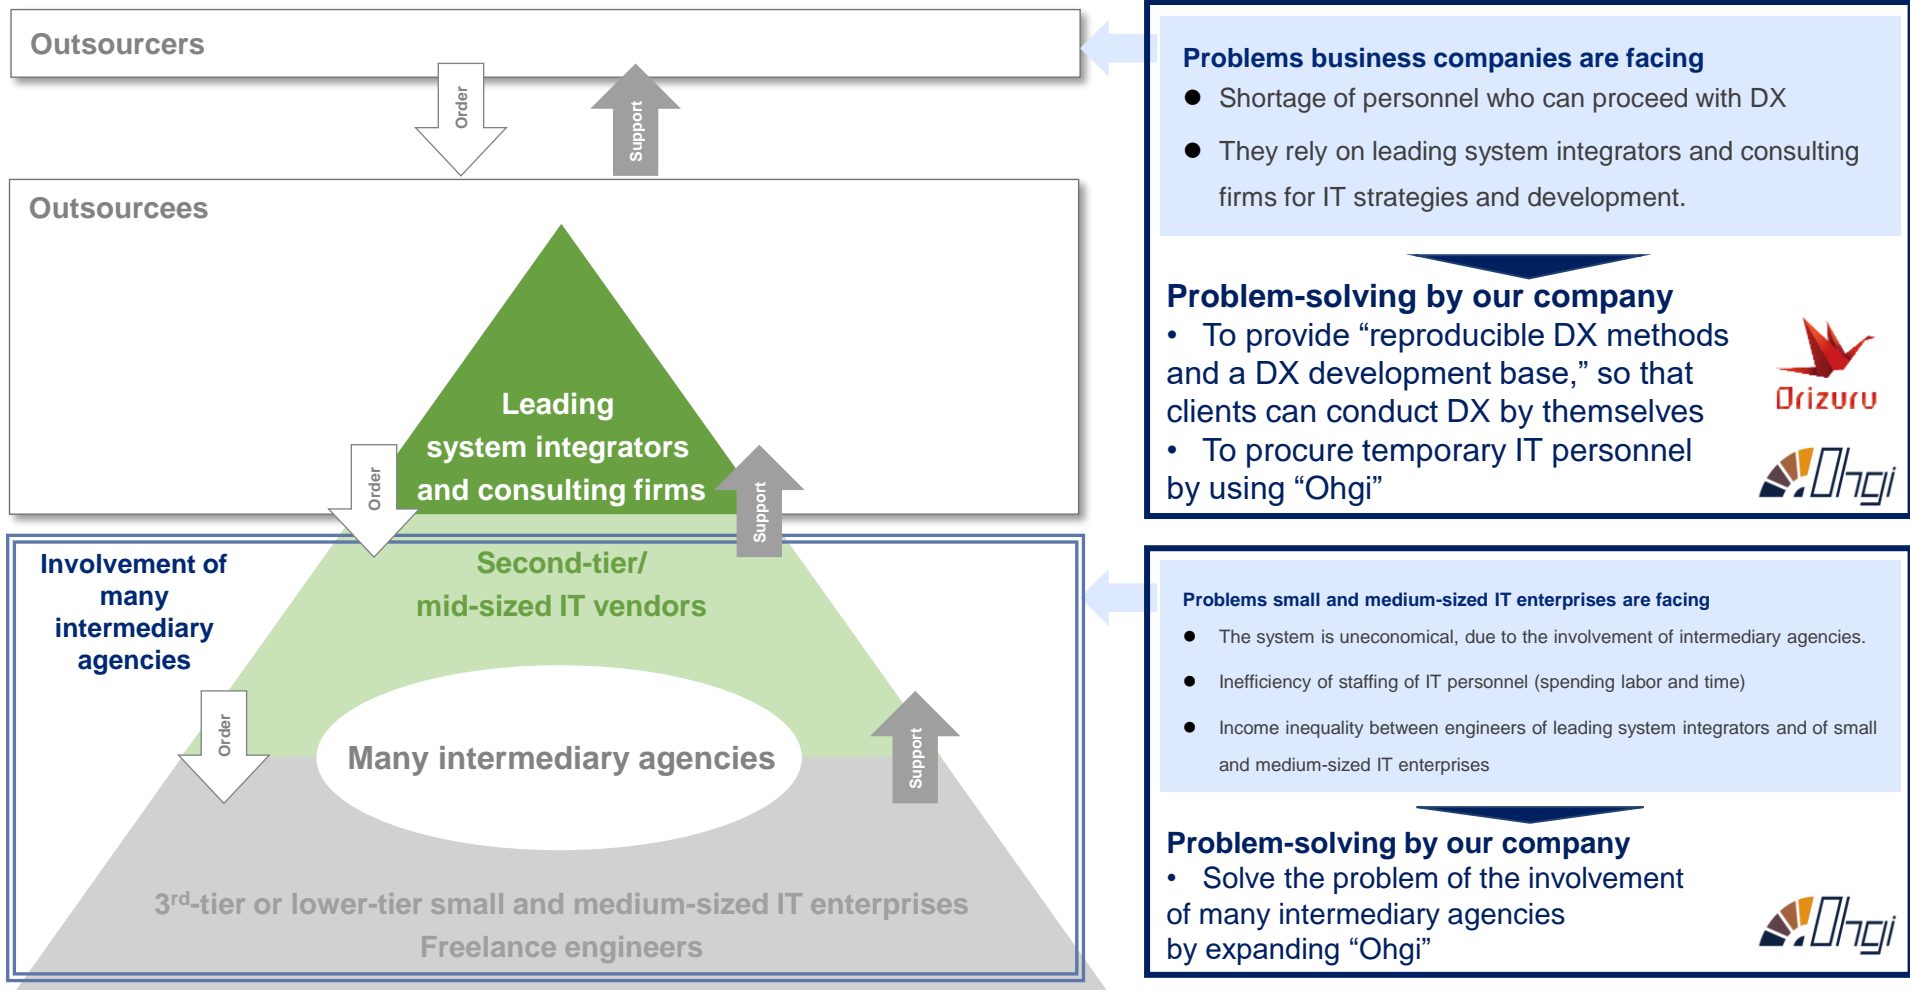 Outsourcers
Order
Support
Outsourcees
Leading
system integrators
and consulting firms
Order
Support
Involvement of
many
intermediary
agencies
Second-tier/
mid-sized IT vendors
Order
Support
Many intermediary agencies
3rd-tier or lower-tier small and medium-sized IT enterprises
Freelance engineers
Problems business companies are facing
● Shortage of personnel who can proceed with DX
● They rely on leading system integrators and consulting
firms for IT strategies and development.
Problem-solving by our company
• To provide “reproducible DX methods
and a DX development base,” so that
clients can conduct DX by themselves
• To procure temporary IT personnel
by using “Ohgi”
Orizuru
Ohgi
Problems small and medium-sized IT enterprises are facing
● The system is uneconomical, due to the involvement of intermediary agencies.
● Inefficiency of staffing of IT personnel (spending labor and time)
● Income inequality between engineers of leading system integrators and of small
and medium-sized IT enterprises
Problem-solving by our company
• Solve the problem of the involvement
of many intermediary agencies
by expanding “Ohgi”
Ohgi